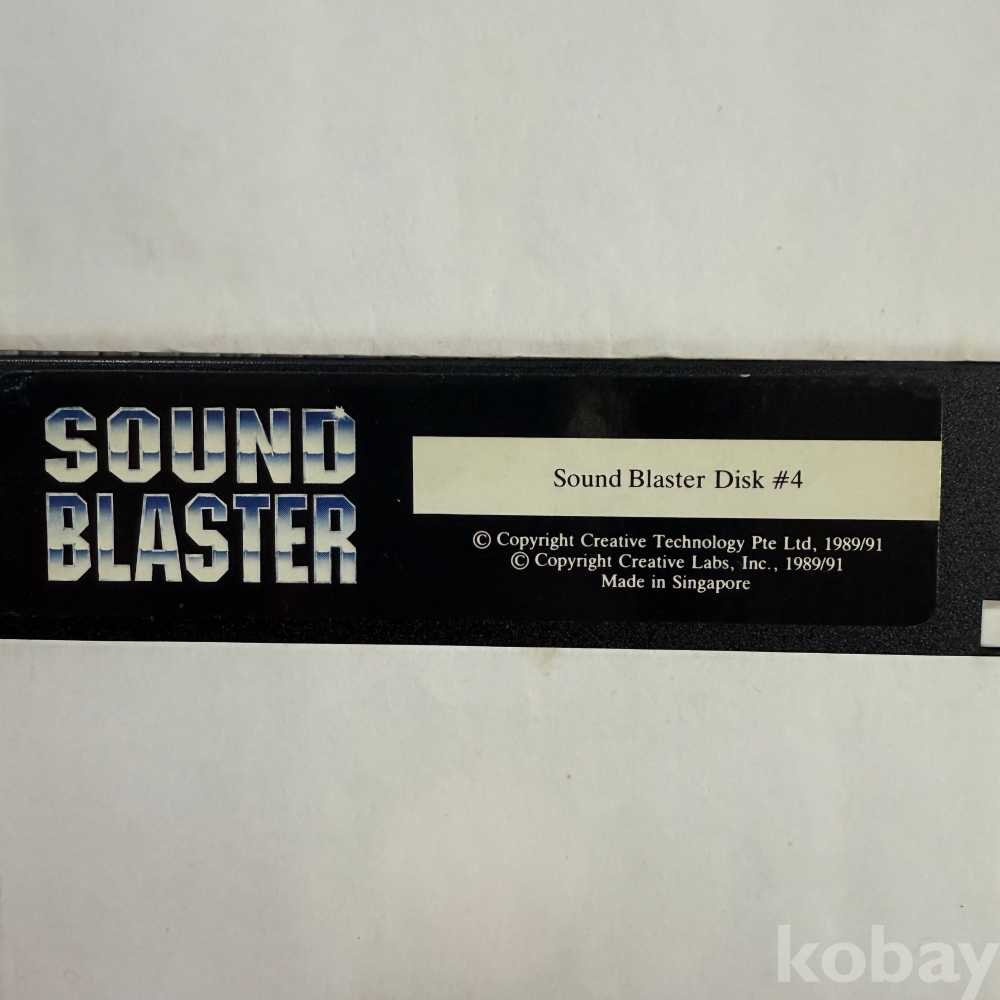 SOUND
BLASTER
Sound Blaster Disk #4
© Copyright Creative Technology Pte Ltd, 1989/91
© Copyright Creative Labs, Inc., 1989/91
Made in Singapore
kobay